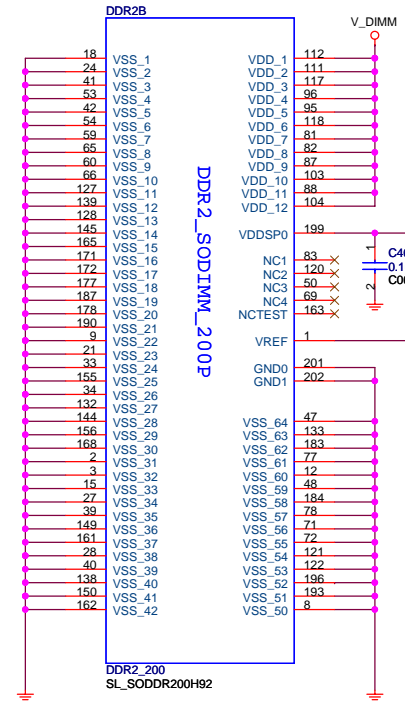 DDR2B
V_DIMM
18 VSS_1
24 VSS_2
41 VSS_3
53 VSS_4
42 VSS_5
54 VSS_6
59 VSS_7
65 VSS_8
60 VSS_9
66 VSS_10
127 VSS_11
139 VSS_12
128 VSS_13
145 VSS_14
165 VSS_15
171 VSS_16
172 VSS_17
177 VSS_18
187 VSS_19
178 VSS_20
190 VSS_21
9 VSS_22
21 VSS_23
33 VSS_24
155 VSS_25
34 VSS_26
132 VSS_27
144 VSS_28
156 VSS_29
168 VSS_30
2 VSS_31
3 VSS_32
15 VSS_33
27 VSS_34
39 VSS_35
149 VSS_36
161 VSS_37
28 VSS_38
40 VSS_39
138 VSS_40
150 VSS_41
162 VSS_42
DDR2_SODIMM_200P
VDD_1 112
VDD_2 111
VDD_3 117
VDD_4 96
VDD_5 95
VDD_6 118
VDD_7 81
VDD_8 82
VDD_9 87
VDD_10 103
VDD_11 88
VDD_12 104
VDDSP0 199
NC1 83
NC2 120
NC3 50
NC4 69
NCTEST 163
VREF 1
GND0 201
GND1 202
VSS_64 47
VSS_63 133
VSS_62 183
VSS_61 77
VSS_60 12
VSS_59 48
VSS_58 184
VSS_57 78
VSS_56 71
VSS_55 72
VSS_54 121
VSS_53 122
VSS_52 196
VSS_51 193
VSS_50 8
1
2
0.1
DDR2_200
SL_SODDR200H92